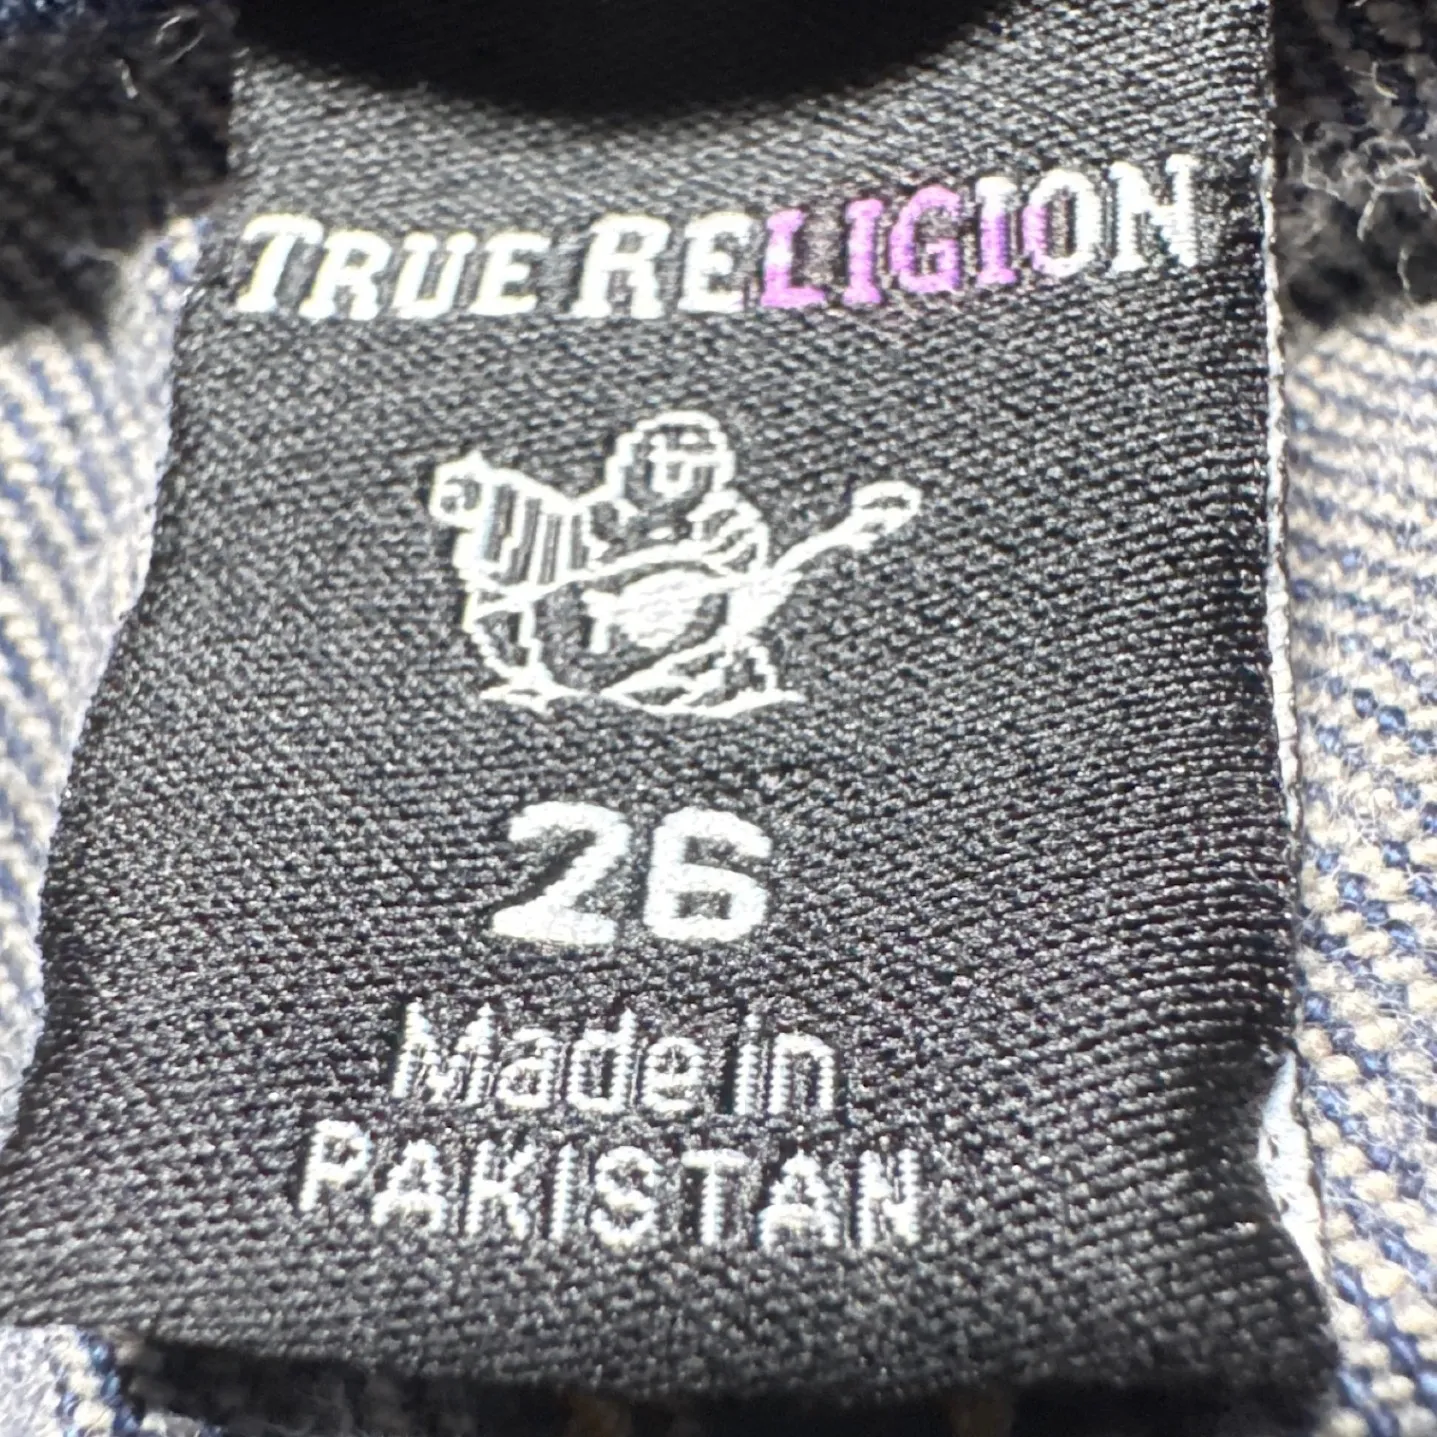 TRUE RELIGION
26
Made in
PAKISTAN